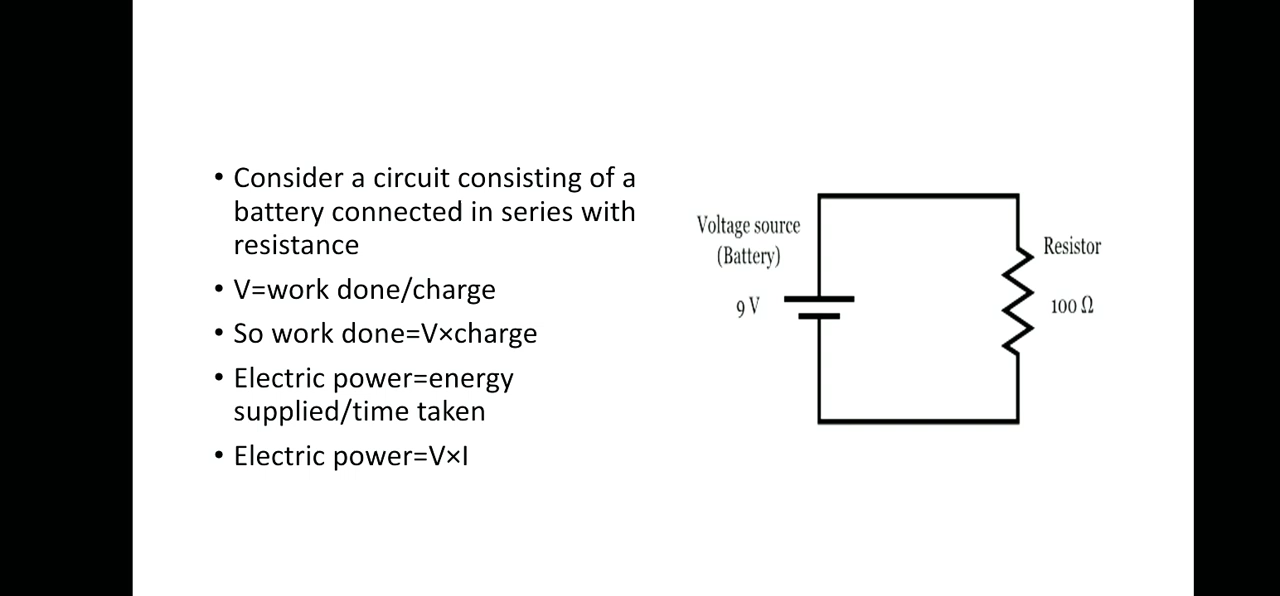 • Consider a circuit consisting of a
battery connected in series with
resistance
• V=work done/charge
• So work done=V×charge
• Electric power=energy
supplied/time taken
• Electric power=V×I
Voltage source
(Battery)
9 V
Resistor
100 Ω